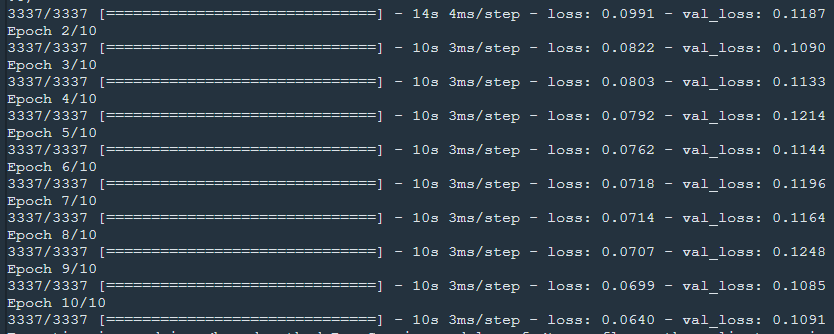 3337/3337 [==============================] - 14s 4ms/step - loss: 0.0991 - val_loss: 0.1187
Epoch 2/10
3337/3337 [==============================] - 10s 3ms/step - loss: 0.0822 - val_loss: 0.1090
Epoch 3/10
3337/3337 [==============================] - 10s 3ms/step - loss: 0.0803 - val_loss: 0.1133
Epoch 4/10
3337/3337 [==============================] - 10s 3ms/step - loss: 0.0792 - val_loss: 0.1214
Epoch 5/10
3337/3337 [==============================] - 10s 3ms/step - loss: 0.0762 - val_loss: 0.1144
Epoch 6/10
3337/3337 [==============================] - 10s 3ms/step - loss: 0.0718 - val_loss: 0.1196
Epoch 7/10
3337/3337 [==============================] - 10s 3ms/step - loss: 0.0714 - val_loss: 0.1164
Epoch 8/10
3337/3337 [==============================] - 10s 3ms/step - loss: 0.0707 - val_loss: 0.1248
Epoch 9/10
3337/3337 [==============================] - 10s 3ms/step - loss: 0.0699 - val_loss: 0.1085
Epoch 10/10
3337/3337 [==============================] - 10s 3ms/step - loss: 0.0640 - val_loss: 0.1091